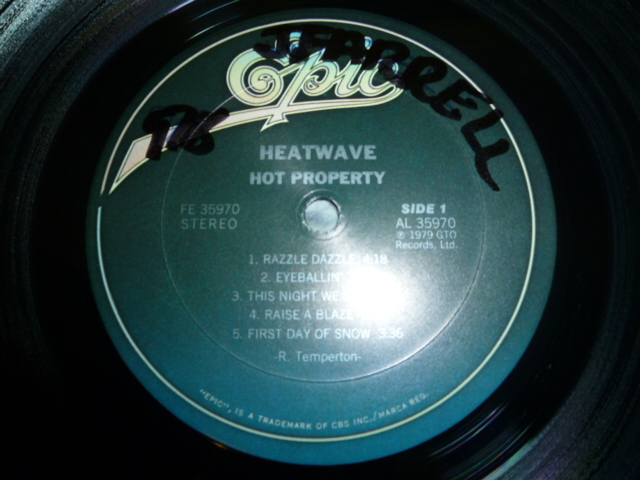 JEARRELL
Epic
HEATWAVE
HOT PROPERTY
FE 35970
STEREO
SIDE 1
AL 35970
℗ 1979 GTO
Records, Ltd.
1. RAZZLE DAZZLE 4:18
2. EYEBALLIN'
3. THIS NIGHT WE
4. RAISE A BLAZE
5. FIRST DAY OF SNOW 3:36
-R. Temperton-
"EPIC", IS A TRADEMARK OF CBS INC./MARCA REG.